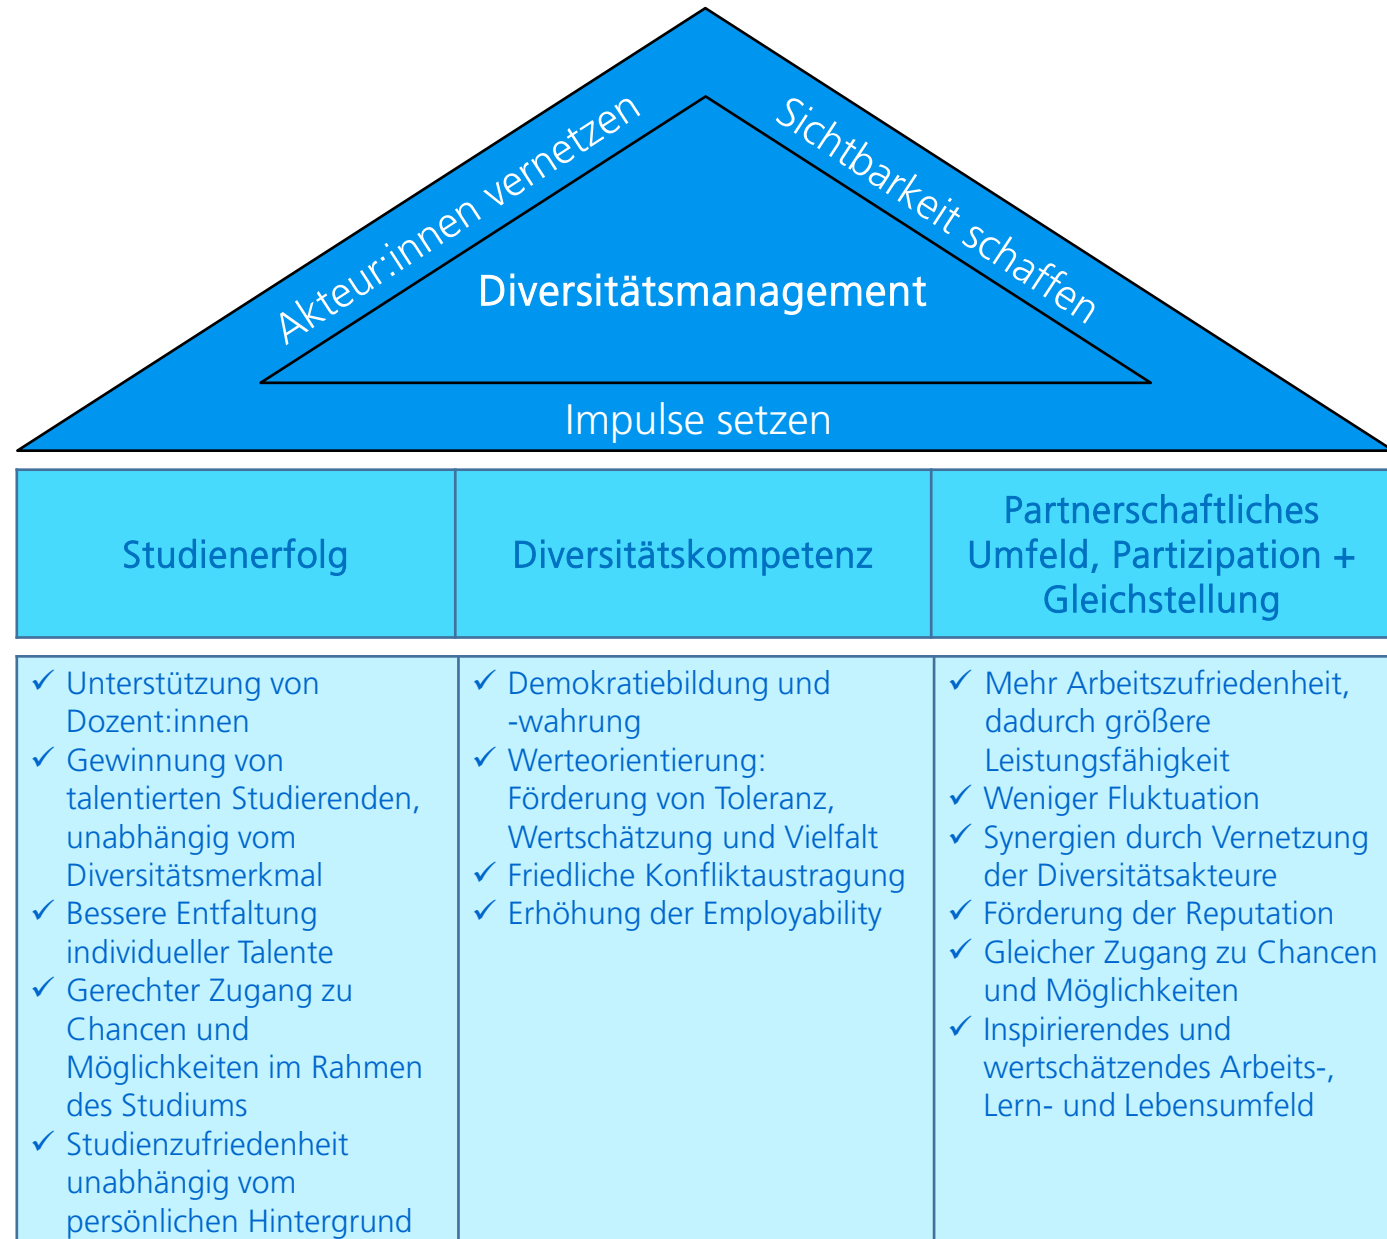 Akteur:innen vernetzen
Sichtbarkeit schaffen
Diversitätsmanagement
Impulse setzen
Studienerfolg
Diversitätskompetenz
Partnerschaftliches
Umfeld, Partizipation +
Gleichstellung
✓ Unterstützung von
Dozent:innen
✓ Gewinnung von
talentierten Studierenden,
unabhängig vom
Diversitätsmerkmal
✓ Bessere Entfaltung
individueller Talente
✓ Gerechter Zugang zu
Chancen und
Möglichkeiten im Rahmen
des Studiums
✓ Studienzufriedenheit
unabhängig vom
persönlichen Hintergrund
✓ Demokratiebildung und
-wahrung
✓ Werteorientierung:
Förderung von Toleranz,
Wertschätzung und Vielfalt
✓ Friedliche Konfliktaustragung
✓ Erhöhung der Employability
✓ Mehr Arbeitszufriedenheit,
dadurch größere
Leistungsfähigkeit
✓ Weniger Fluktuation
✓ Synergien durch Vernetzung
der Diversitätsakteure
✓ Förderung der Reputation
✓ Gleicher Zugang zu Chancen
und Möglichkeiten
✓ Inspirierendes und
wertschätzendes Arbeits-,
Lern- und Lebensumfeld